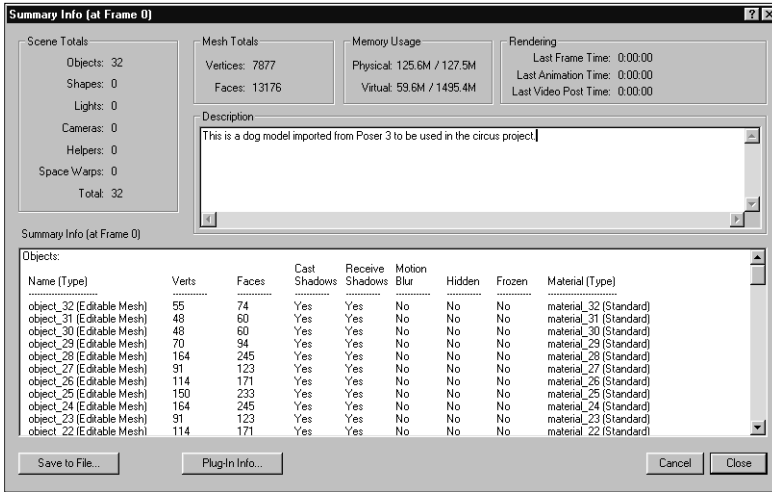 Summary Info (at Frame 0)
Scene Totals
Objects: 32
Shapes: 0
Lights: 0
Cameras: 0
Helpers: 0
Space Warps: 0
Total: 32
Mesh Totals
Vertices: 7877
Faces: 13176
Memory Usage
Physical: 125.6M / 127.5M
Virtual: 59.6M / 1495.4M
Rendering
Last Frame Time: 0:00:00
Last Animation Time: 0:00:00
Last Video Post Time: 0:00:00
Description
This is a dog model imported from Poser 3 to be used in the circus project.
Summary Info (at Frame 0)
Objects:
Cast Receive Motion
Name (Type) Verts Faces Shadows Shadows Blur Hidden Frozen Material (Type)
object_32 (Editable Mesh) 55 74 Yes Yes No No No material_32 (Standard)
object_31 (Editable Mesh) 48 60 Yes Yes No No No material_31 (Standard)
object_30 (Editable Mesh) 48 60 Yes Yes No No No material_30 (Standard)
object_29 (Editable Mesh) 70 94 Yes Yes No No No material_29 (Standard)
object_28 (Editable Mesh) 164 245 Yes Yes No No No material_28 (Standard)
object_27 (Editable Mesh) 91 123 Yes Yes No No No material_27 (Standard)
object_26 (Editable Mesh) 114 171 Yes Yes No No No material_26 (Standard)
object_25 (Editable Mesh) 150 233 Yes Yes No No No material_25 (Standard)
object_24 (Editable Mesh) 164 245 Yes Yes No No No material_24 (Standard)
object_23 (Editable Mesh) 91 123 Yes Yes No No No material_23 (Standard)
object_22 (Editable Mesh) 114 171 Yes Yes No No No material_22 (Standard)
Save to File... Plug-In Info... Cancel Close